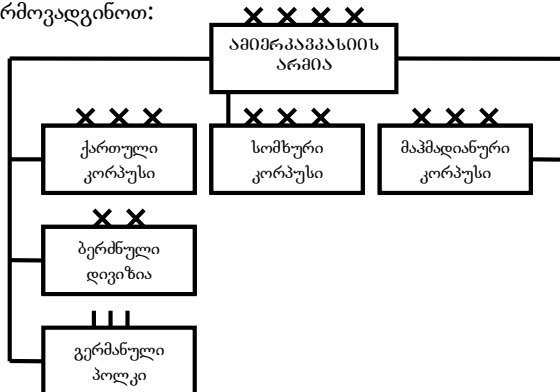 რმოვადგინოთ:
ᲐᲛᲘᲔᲠᲙᲐᲕᲙᲐᲡᲘᲘᲡ
ᲐᲠᲛᲘᲐ
ქართული
კორპუსი
სომხური
კორპუსი
მაჰმადიანური
კორპუსი
ბერძნული
დივიზია
გერმანული
პოლკი